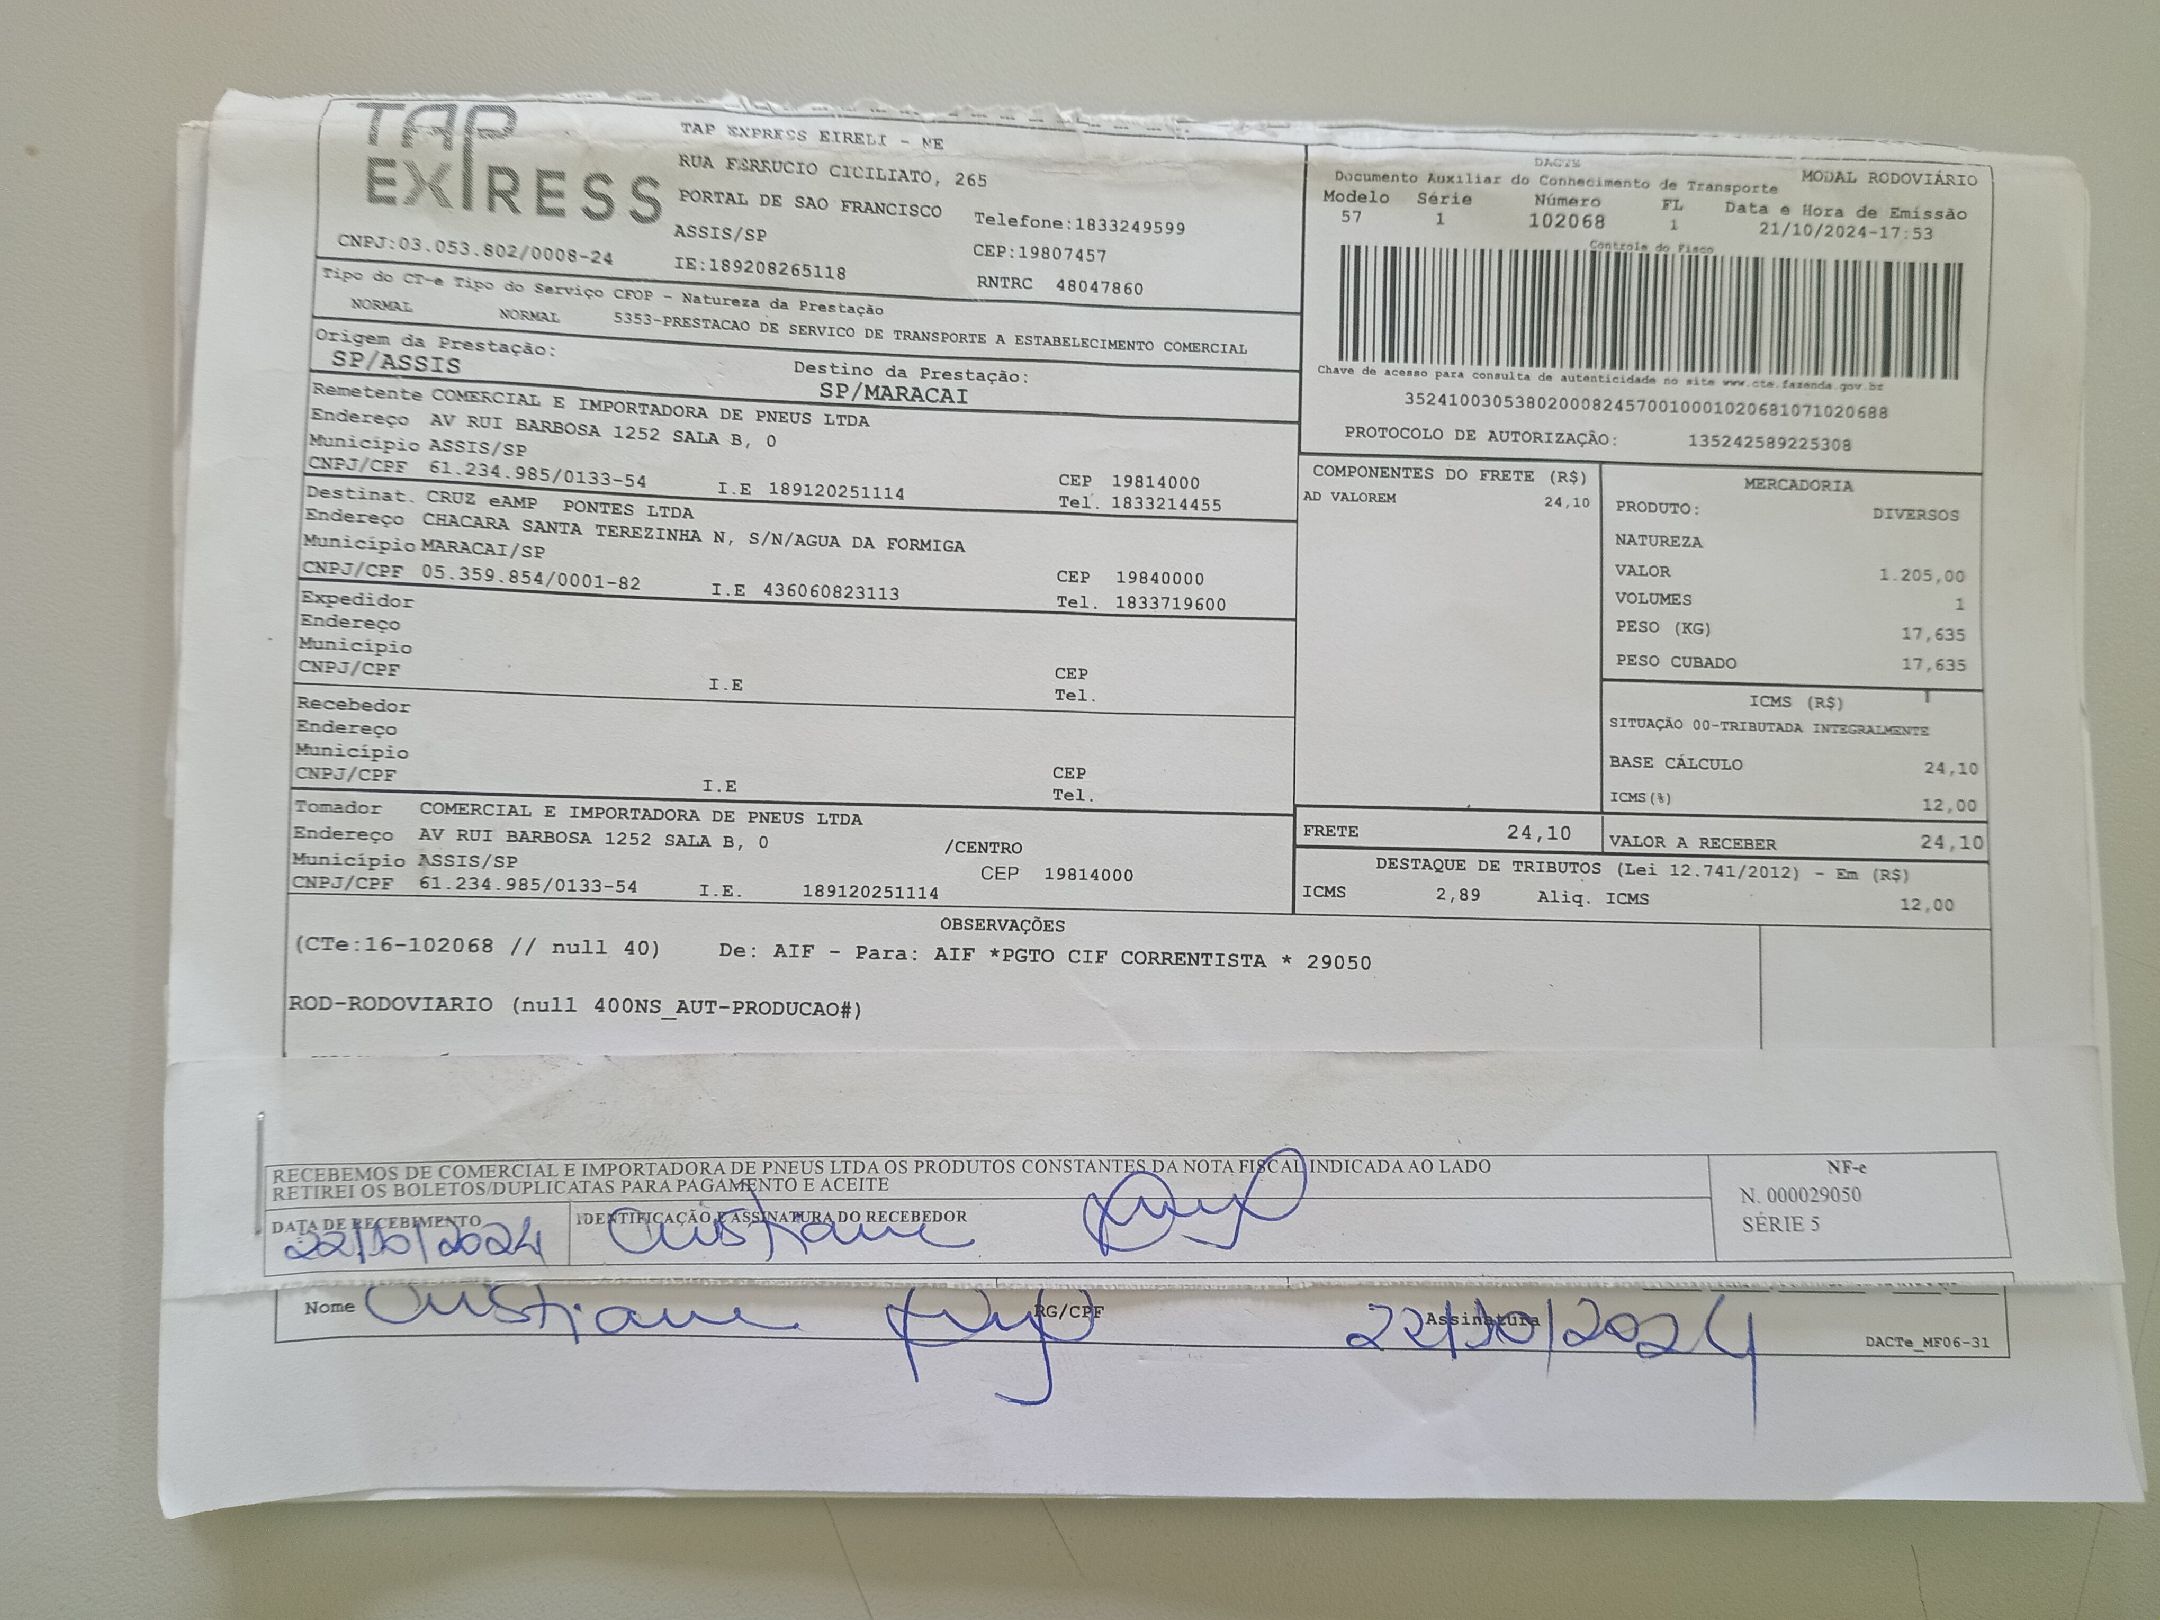 TAP
EXPRESS
TAP EXPRESS EIRELI - ME
RUA FERRUCIO CICILIATO, 265
PORTAL DE SAO FRANCISCO
Telefone:1833249599
ASSIS/SP
CEP:19807457
CNPJ:03.053.802/0008-24
IE:189208265118
RNTRC 48047860
DACTE
MODAL RODOVIÁRIO
Documento Auxiliar do Conhecimento de Transporte
Modelo Série Número FL Data e Hora de Emissão
57 1 102068 1 21/10/2024-17:53
Controle do Fisco
Chave de acesso para consulta de autenticidade no site www.cte.fazenda.gov.br
35241003053802000824570010001020681071020688
PROTOCOLO DE AUTORIZAÇÃO: 135242589225308
Tipo do CT-e Tipo do Serviço CFOP - Natureza da Prestação
NORMAL NORMAL 5353-PRESTACAO DE SERVICO DE TRANSPORTE A ESTABELECIMENTO COMERCIAL
Origem da Prestação: Destino da Prestação:
SP/ASSIS SP/MARACAI
Remetente COMERCIAL E IMPORTADORA DE PNEUS LTDA
Endereço AV RUI BARBOSA 1252 SALA B, 0
Município ASSIS/SP CEP 19814000
CNPJ/CPF 61.234.985/0133-54 I.E 189120251114 Tel. 1833214455
Destinat. CRUZ eAMP PONTES LTDA
Endereço CHACARA SANTA TEREZINHA N, S/N/AGUA DA FORMIGA
Município MARACAI/SP CEP 19840000
CNPJ/CPF 05.359.854/0001-82 I.E 436060823113 Tel. 1833719600
Expedidor
Endereço
Município CEP
CNPJ/CPF I.E Tel.
Recebedor
Endereço
Município CEP
CNPJ/CPF I.E Tel.
Tomador COMERCIAL E IMPORTADORA DE PNEUS LTDA
Endereço AV RUI BARBOSA 1252 SALA B, 0 /CENTRO
Município ASSIS/SP CEP 19814000
CNPJ/CPF 61.234.985/0133-54 I.E. 189120251114
COMPONENTES DO FRETE (R$)
AD VALOREM 24,10
MERCADORIA
PRODUTO: DIVERSOS
NATUREZA
VALOR 1.205,00
VOLUMES 1
PESO (KG) 17,635
PESO CUBADO 17,635
ICMS (R$)
SITUAÇÃO 00-TRIBUTADA INTEGRALMENTE
BASE CÁLCULO 24,10
ICMS(%) 12,00
FRETE 24,10 VALOR A RECEBER 24,10
DESTAQUE DE TRIBUTOS (Lei 12.741/2012) - Em (R$)
ICMS 2,89 Aliq. ICMS 12,00
OBSERVAÇÕES
(CTe:16-102068 // null 40) De: AIF - Para: AIF *PGTO CIF CORRENTISTA * 29050
ROD-RODOVIARIO (null 400NS_AUT-PRODUCAO#)
RECEBEMOS DE COMERCIAL E IMPORTADORA DE PNEUS LTDA OS PRODUTOS CONSTANTES DA NOTA FISCAL INDICADA AO LADO
RETIREI OS BOLETOS/DUPLICATAS PARA PAGAMENTO E ACEITE
NF-e
N. 000029050
SÉRIE 5
DATA DE RECEBIMENTO IDENTIFICAÇÃO E ASSINATURA DO RECEBEDOR
22/10/2024 Cristiane
Nome Cristiane RG/CPF Assinatura
22/10/2024
DACTe_MF06-31